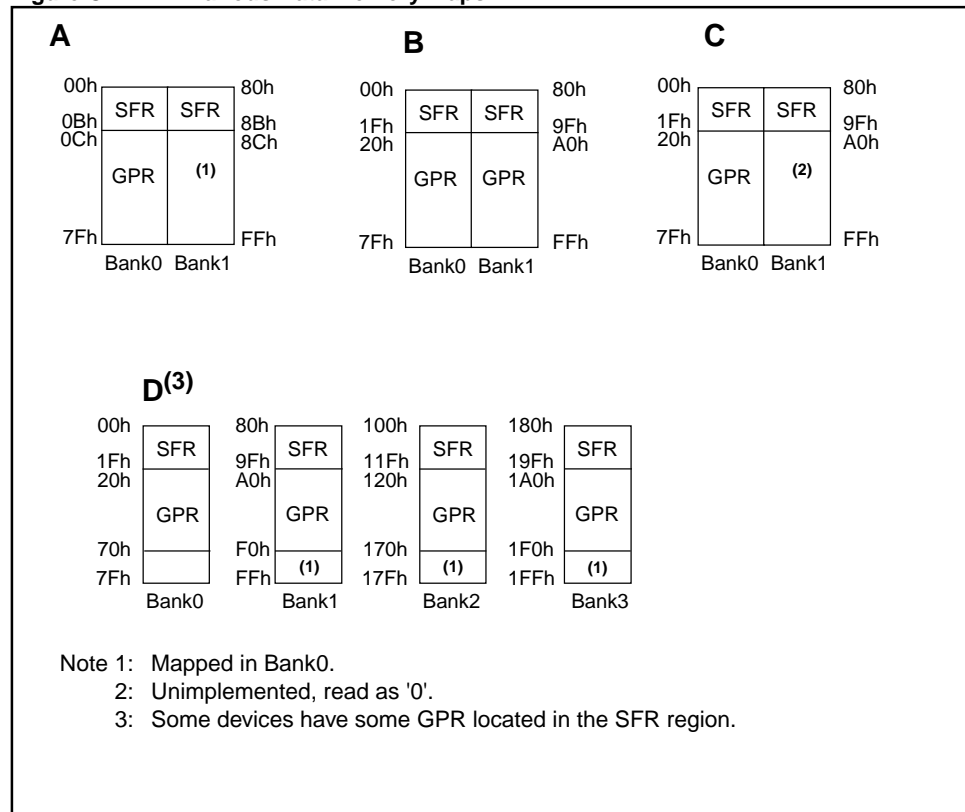 A
B
C
00h
80h
SFR
SFR
0Bh
8Bh
0Ch
8Ch
GPR
(1)
7Fh
FFh
Bank0 Bank1
00h
80h
SFR
SFR
1Fh
9Fh
20h
A0h
GPR
GPR
7Fh
FFh
Bank0 Bank1
00h
80h
SFR
SFR
1Fh
9Fh
20h
A0h
GPR
(2)
7Fh
FFh
Bank0 Bank1
D(3)
00h
SFR
1Fh
20h
GPR
70h
7Fh
Bank0
80h
SFR
9Fh
A0h
GPR
F0h
FFh
(1)
Bank1
100h
SFR
11Fh
120h
GPR
170h
17Fh
(1)
Bank2
180h
SFR
19Fh
1A0h
GPR
1F0h
1FFh
(1)
Bank3
Note 1: Mapped in Bank0.
2: Unimplemented, read as '0'.
3: Some devices have some GPR located in the SFR region.